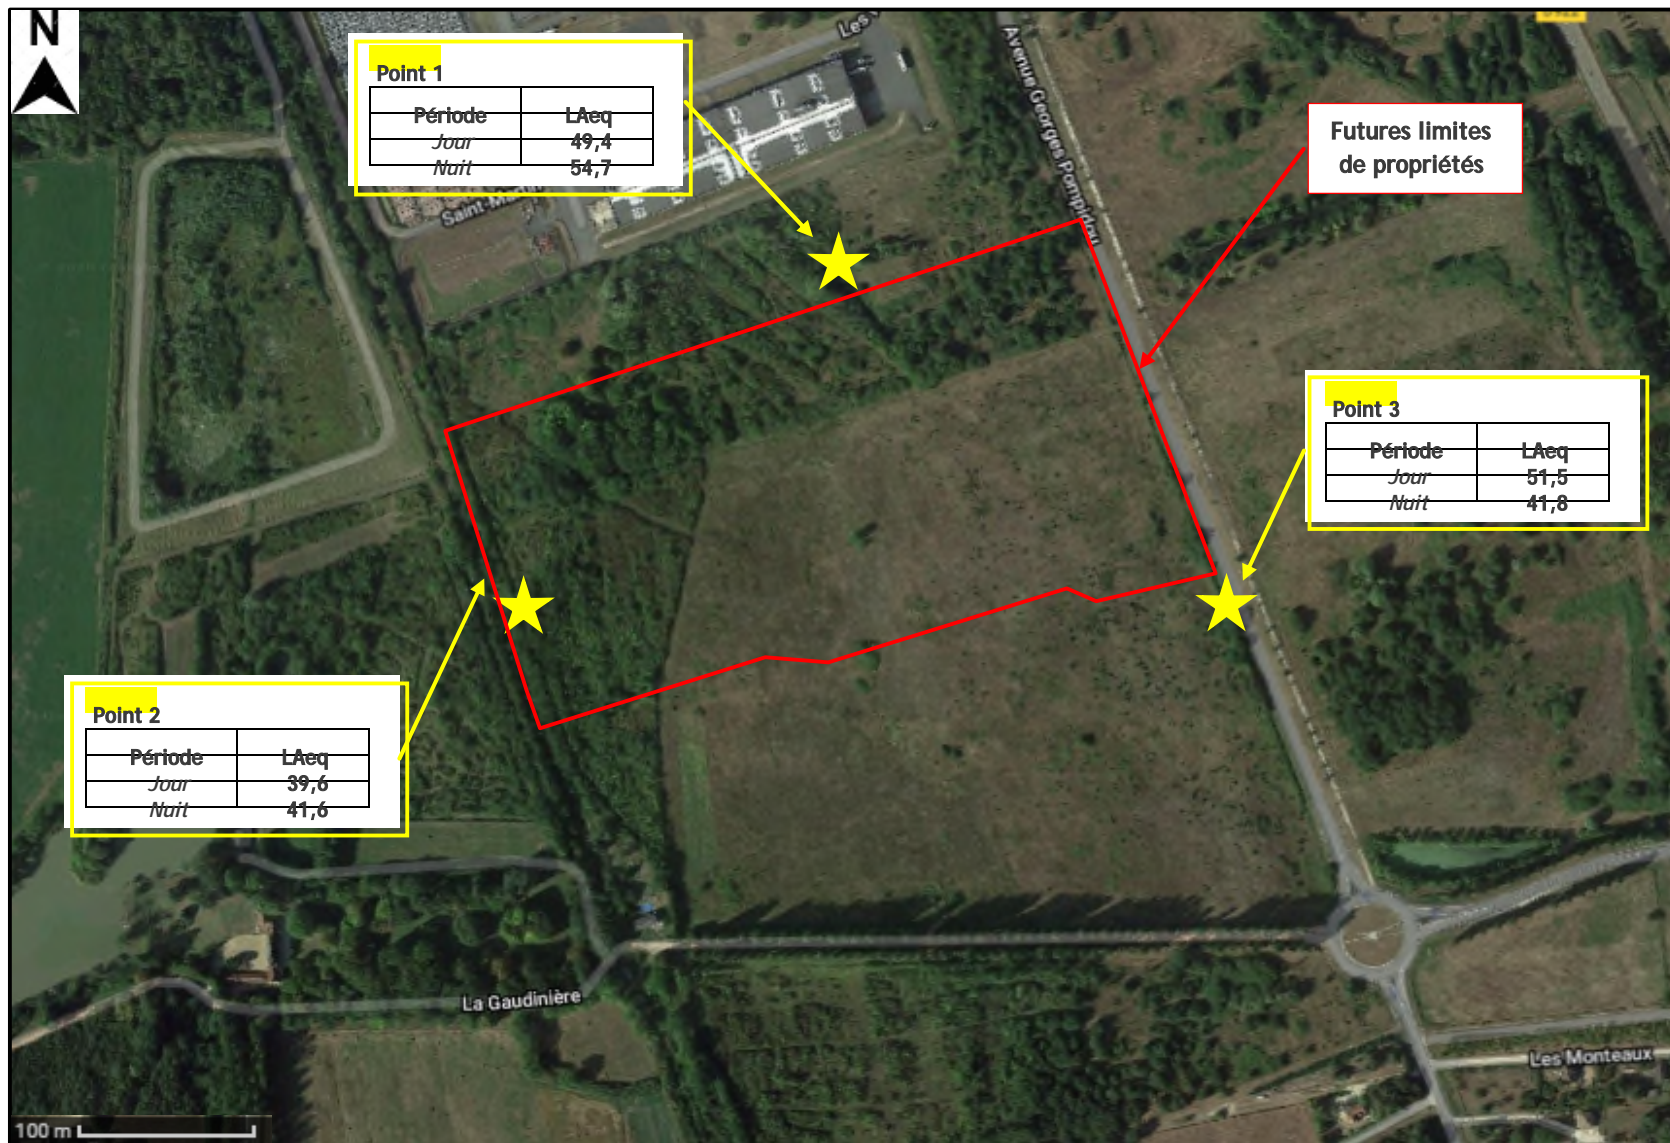 N
Point 1
Période LAeq
Jour 49,4
Nuit 54,7
Avenue Georges Pompidou
Futures limites
de propriétés
Point 3
Période LAeq
Jour 51,5
Nuit 41,8
Point 2
Période LAeq
Jour 39,6
Nuit 41,6
La Gaudinière
Les Monteaux
100 m